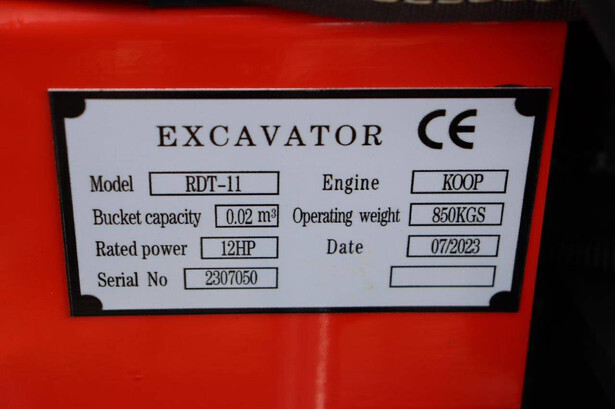 EXCAVATOR CE
Model RDT-11 Engine KOOP
Bucket capacity 0.02 m³ Operating weight 850KGS
Rated power 12HP Date 07/2023
Serial No 2307050